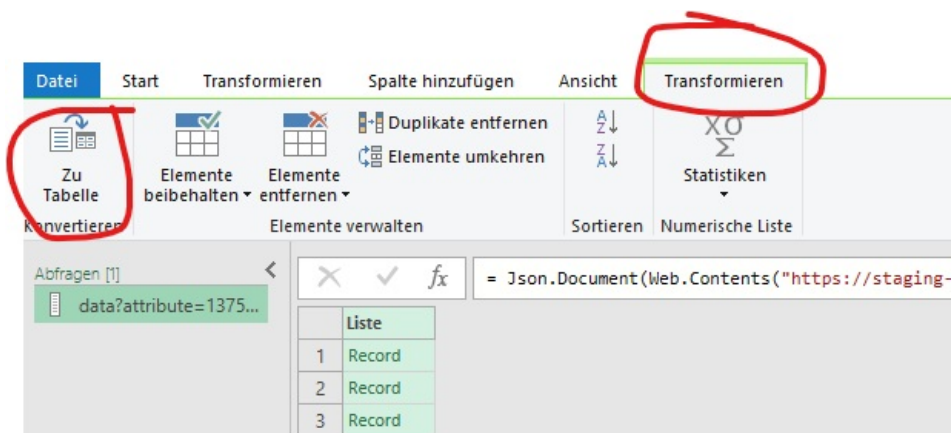 Datei Start Transformieren Spalte hinzufügen Ansicht Transformieren
Zu
Tabelle
Konvertieren
Elemente
beibehalten
Elemente
entfernen
Duplikate entfernen
Elemente umkehren
Elemente verwalten
A
Z
Z
A
Sortieren
XΟ
Σ
Statistiken
Numerische Liste
Abfragen [1]
data?attribute=1375...
fx = Json.Document(Web.Contents("https://staging-
Liste
1 Record
2 Record
3 Record